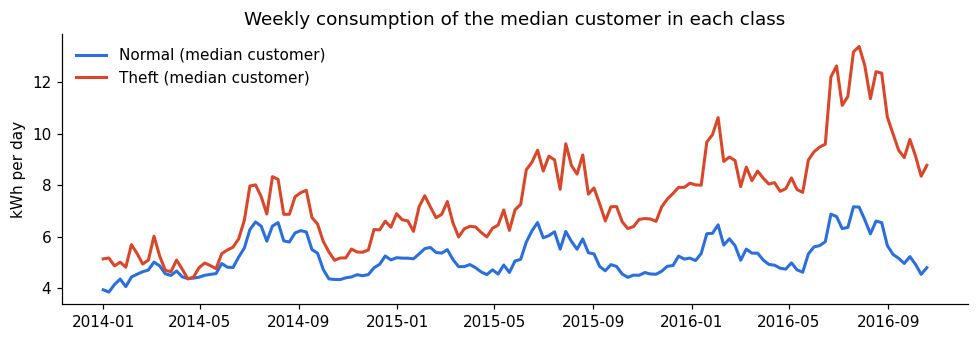 Weekly consumption of the median customer in each class
Normal (median customer)
Theft (median customer)
kWh per day
12
10
8
6
4
2014-01 2014-05 2014-09 2015-01 2015-05 2015-09 2016-01 2016-05 2016-09